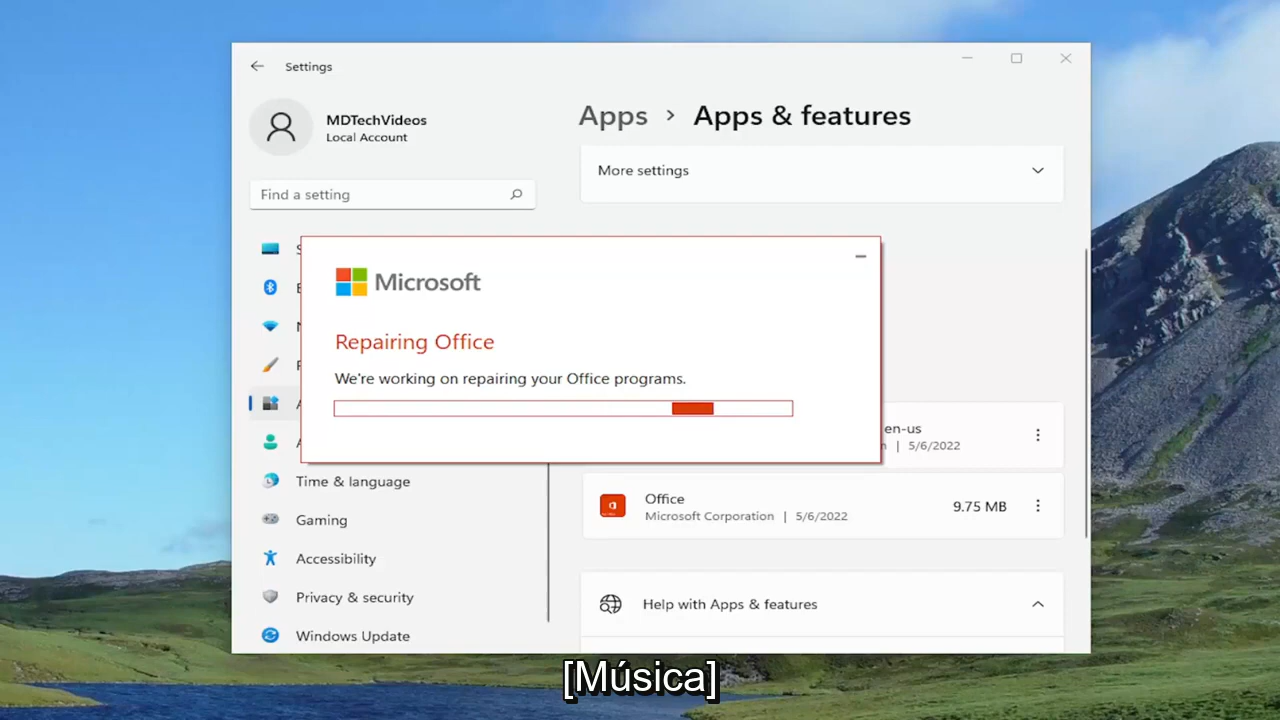 Settings
MDTechVideos
Local Account
Find a setting
Apps > Apps & features
More settings
Microsoft
Repairing Office
We're working on repairing your Office programs.
en-us
| 5/6/2022
Time & language
Gaming
Accessibility
Privacy & security
Windows Update
Office
Microsoft Corporation | 5/6/2022
9.75 MB
Help with Apps & features
[Música]